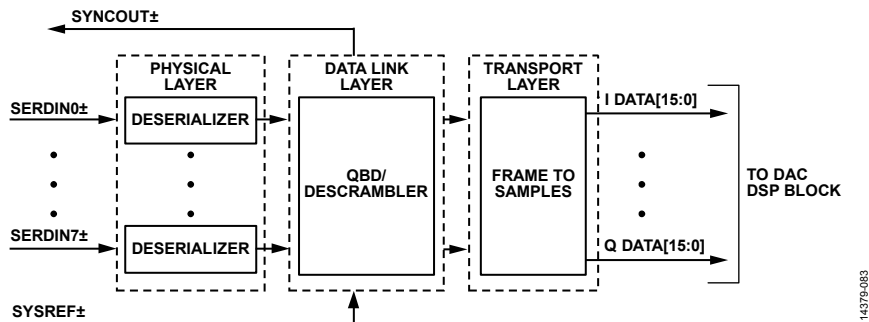 SYNCOUT±
PHYSICAL
LAYER
DATA LINK
LAYER
TRANSPORT
LAYER
SERDIN0±
DESERIALIZER
QBD/
DESCRAMBLER
FRAME TO
SAMPLES
I DATA[15:0]
TO DAC
DSP BLOCK
SERDIN7±
DESERIALIZER
Q DATA[15:0]
SYSREF±
14379-083